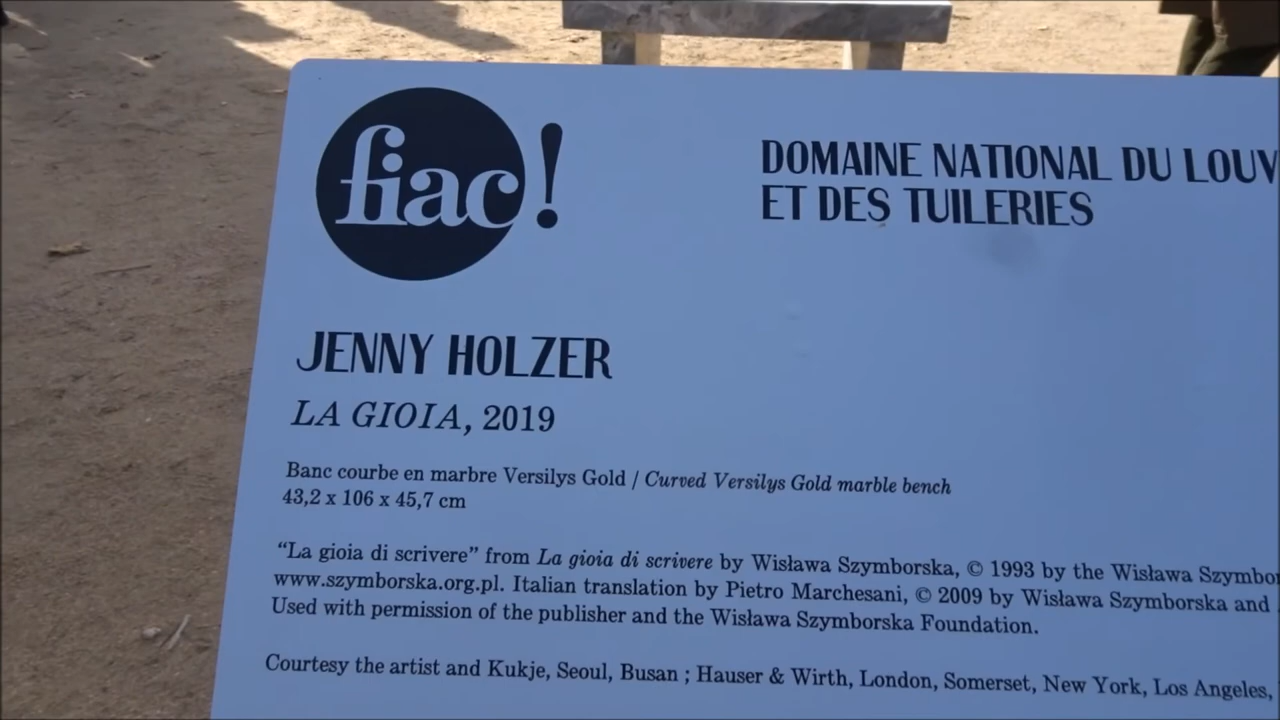 fiac!
DOMAINE NATIONAL DU LOUV
ET DES TUILERIES
JENNY HOLZER
LA GIOIA, 2019
Banc courbe en marbre Versilys Gold / Curved Versilys Gold marble bench
43,2 x 106 x 45,7 cm
“La gioia di scrivere” from La gioia di scrivere by Wisława Szymborska, © 1993 by the Wisława Szymbor
www.szymborska.org.pl. Italian translation by Pietro Marchesani, © 2009 by Wisława Szymborska and
Used with permission of the publisher and the Wisława Szymborska Foundation.
Courtesy the artist and Kukje, Seoul, Busan ; Hauser & Wirth, London, Somerset, New York, Los Angeles,